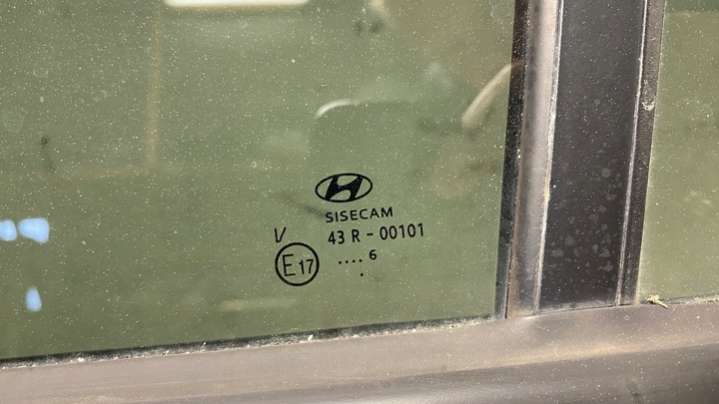 SISECAM
V 43 R - 00101
E17 .... 6
.